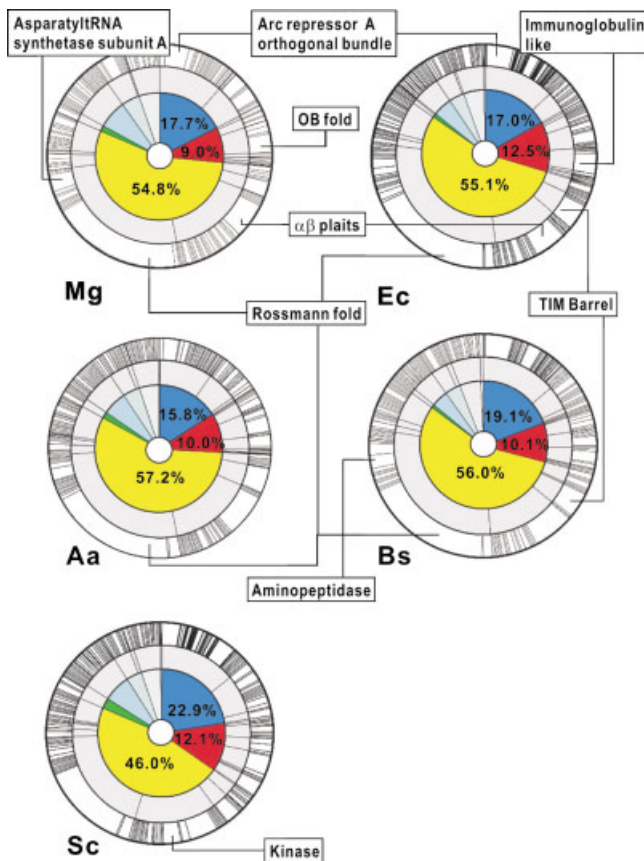 AsparatyltRNA
synthetase subunit A
Arc repressor A
orthogonal bundle
Immunoglobulin
like
17.7%
9.0%
54.8%
OB fold
17.0%
12.5%
55.1%
αβ plaits
Mg
Ec
Rossmann fold
TIM Barrel
15.8%
10.0%
57.2%
19.1%
10.1%
56.0%
Aa
Bs
Aminopeptidase
22.9%
12.1%
46.0%
Sc
Kinase